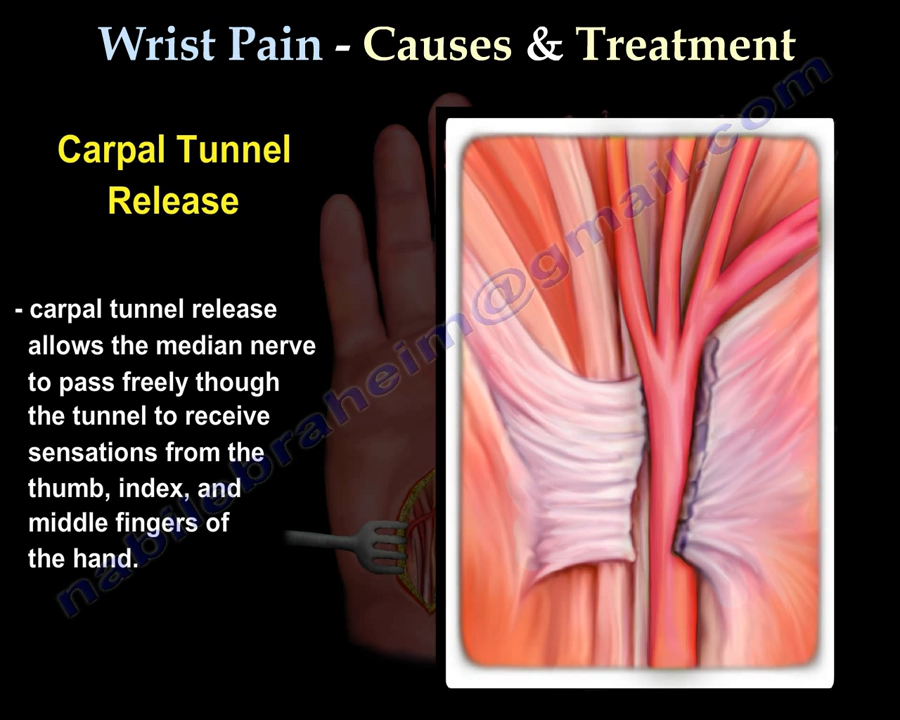 Wrist Pain - Causes & Treatment
Carpal Tunnel
Release
- carpal tunnel release
allows the median nerve
to pass freely though
the tunnel to receive
sensations from the
thumb, index, and
middle fingers of
the hand.
nabilebraheim@gmail.com